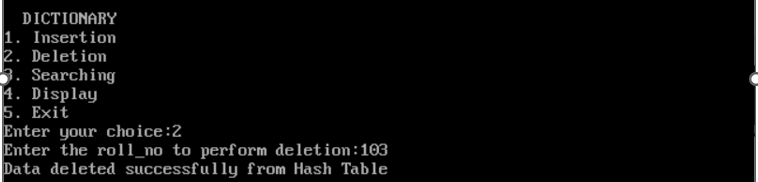 DICTIONARY
1. Insertion
2. Deletion
3. Searching
4. Display
5. Exit
Enter your choice:2
Enter the roll_no to perform deletion:103
Data deleted successfully from Hash Table